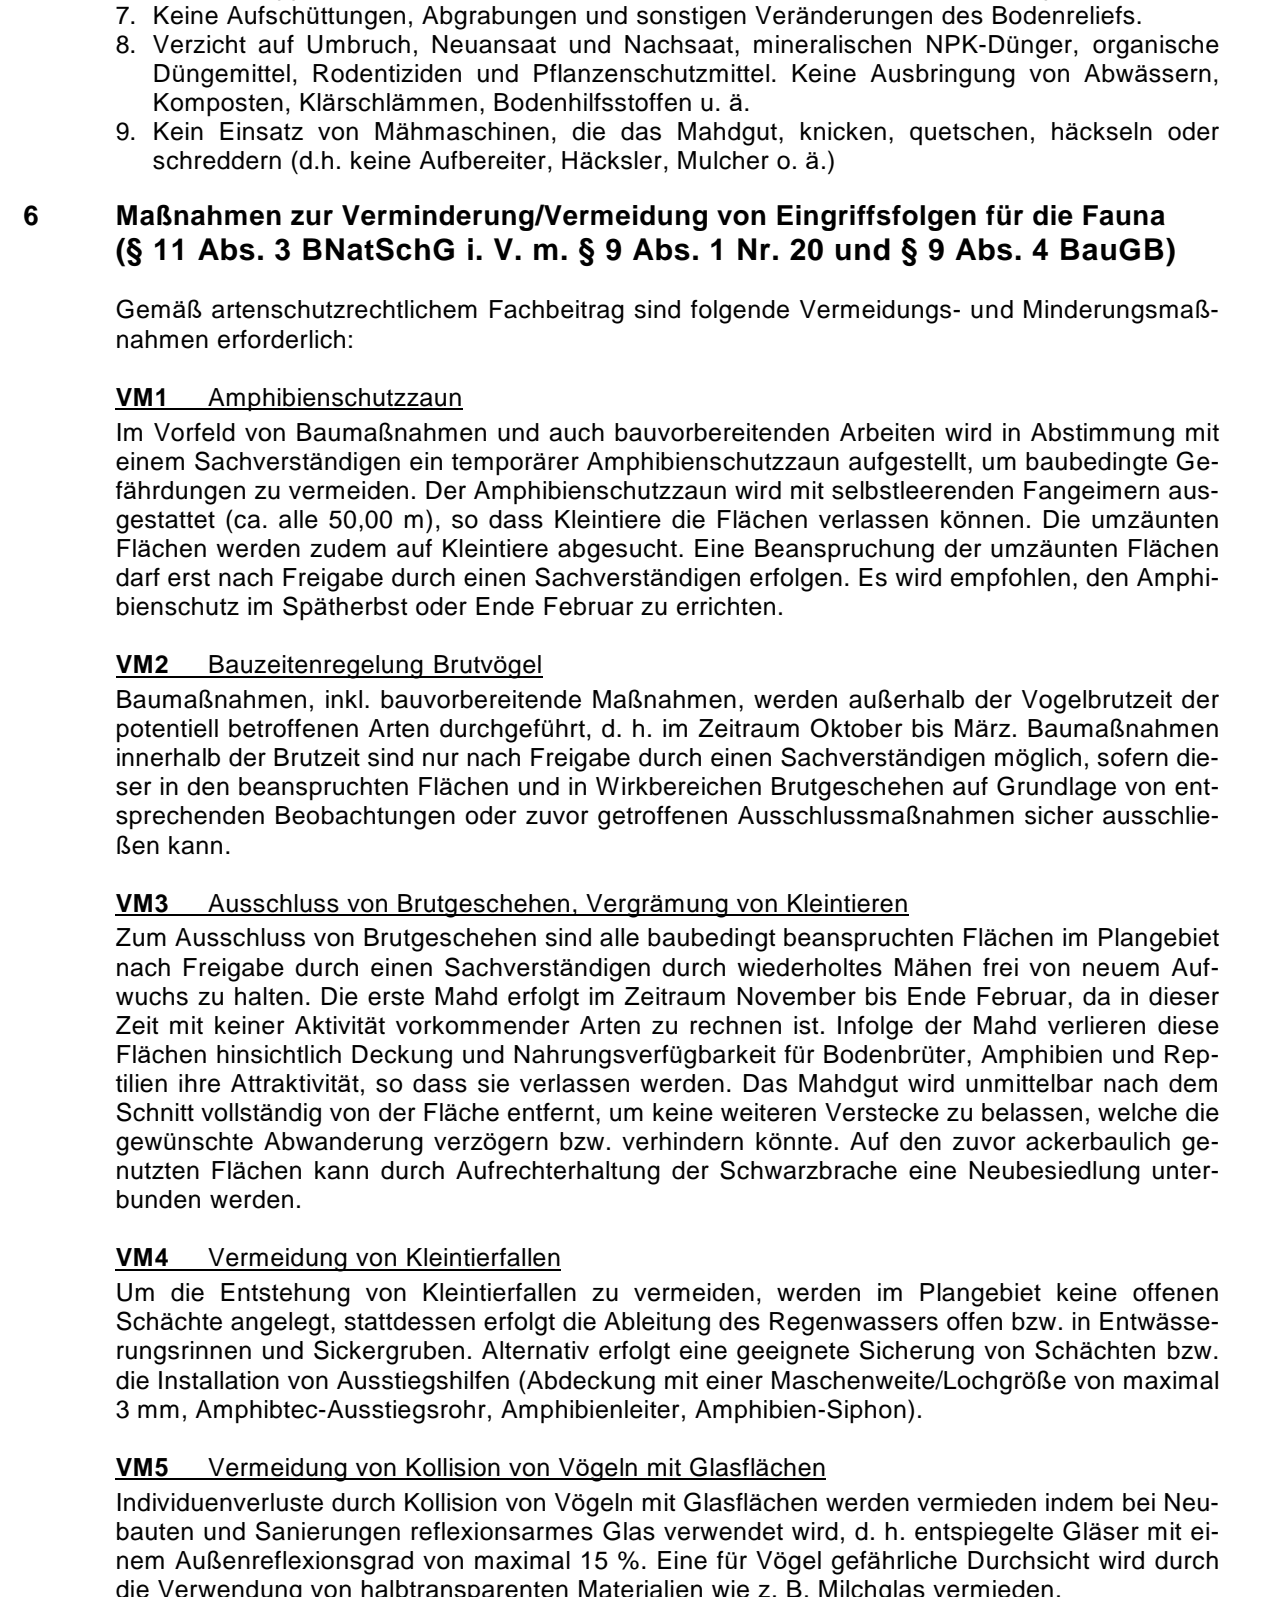 7. Keine Aufschüttungen, Abgrabungen und sonstigen Veränderungen des Bodenreliefs.
8. Verzicht auf Umbruch, Neuansaat und Nachsaat, mineralischen NPK-Dünger, organische
Düngemittel, Rodentiziden und Pflanzenschutzmittel. Keine Ausbringung von Abwässern,
Komposten, Klärschlämmen, Bodenhilfsstoffen u. ä.
9. Kein Einsatz von Mähmaschinen, die das Mahdgut, knicken, quetschen, häckseln oder
schreddern (d.h. keine Aufbereiter, Häcksler, Mulcher o. ä.)
6 Maßnahmen zur Verminderung/Vermeidung von Eingriffsfolgen für die Fauna
(§ 11 Abs. 3 BNatSchG i. V. m. § 9 Abs. 1 Nr. 20 und § 9 Abs. 4 BauGB)
Gemäß artenschutzrechtlichem Fachbeitrag sind folgende Vermeidungs- und Minderungsmaß-
nahmen erforderlich:
VM1 Amphibienschutzzaun
Im Vorfeld von Baumaßnahmen und auch bauvorbereitenden Arbeiten wird in Abstimmung mit
einem Sachverständigen ein temporärer Amphibienschutzzaun aufgestellt, um baubedingte Ge-
fährdungen zu vermeiden. Der Amphibienschutzzaun wird mit selbstleerenden Fangeimern aus-
gestattet (ca. alle 50,00 m), so dass Kleintiere die Flächen verlassen können. Die umzäunten
Flächen werden zudem auf Kleintiere abgesucht. Eine Beanspruchung der umzäunten Flächen
darf erst nach Freigabe durch einen Sachverständigen erfolgen. Es wird empfohlen, den Amphi-
bienschutz im Spätherbst oder Ende Februar zu errichten.
VM2 Bauzeitenregelung Brutvögel
Baumaßnahmen, inkl. bauvorbereitende Maßnahmen, werden außerhalb der Vogelbrutzeit der
potentiell betroffenen Arten durchgeführt, d. h. im Zeitraum Oktober bis März. Baumaßnahmen
innerhalb der Brutzeit sind nur nach Freigabe durch einen Sachverständigen möglich, sofern die-
ser in den beanspruchten Flächen und in Wirkbereichen Brutgeschehen auf Grundlage von ent-
sprechenden Beobachtungen oder zuvor getroffenen Ausschlussmaßnahmen sicher ausschlie-
ßen kann.
VM3 Ausschluss von Brutgeschehen, Vergrämung von Kleintieren
Zum Ausschluss von Brutgeschehen sind alle baubedingt beanspruchten Flächen im Plangebiet
nach Freigabe durch einen Sachverständigen durch wiederholtes Mähen frei von neuem Auf-
wuchs zu halten. Die erste Mahd erfolgt im Zeitraum November bis Ende Februar, da in dieser
Zeit mit keiner Aktivität vorkommender Arten zu rechnen ist. Infolge der Mahd verlieren diese
Flächen hinsichtlich Deckung und Nahrungsverfügbarkeit für Bodenbrüter, Amphibien und Rep-
tilien ihre Attraktivität, so dass sie verlassen werden. Das Mahdgut wird unmittelbar nach dem
Schnitt vollständig von der Fläche entfernt, um keine weiteren Verstecke zu belassen, welche die
gewünschte Abwanderung verzögern bzw. verhindern könnte. Auf den zuvor ackerbaulich ge-
nutzten Flächen kann durch Aufrechterhaltung der Schwarzbrache eine Neubesiedlung unter-
bunden werden.
VM4 Vermeidung von Kleintierfallen
Um die Entstehung von Kleintierfallen zu vermeiden, werden im Plangebiet keine offenen
Schächte angelegt, stattdessen erfolgt die Ableitung des Regenwassers offen bzw. in Entwässe-
rungsrinnen und Sickergruben. Alternativ erfolgt eine geeignete Sicherung von Schächten bzw.
die Installation von Ausstiegshilfen (Abdeckung mit einer Maschenweite/Lochgröße von maximal
3 mm, Amphibtec-Ausstiegsrohr, Amphibienleiter, Amphibien-Siphon).
VM5 Vermeidung von Kollision von Vögeln mit Glasflächen
Individuenverluste durch Kollision von Vögeln mit Glasflächen werden vermieden indem bei Neu-
bauten und Sanierungen reflexionsarmes Glas verwendet wird, d. h. entspiegelte Gläser mit ei-
nem Außenreflexionsgrad von maximal 15 %. Eine für Vögel gefährliche Durchsicht wird durch
die Verwendung von halbtransparenten Materialien wie z. B. Milchglas vermieden.